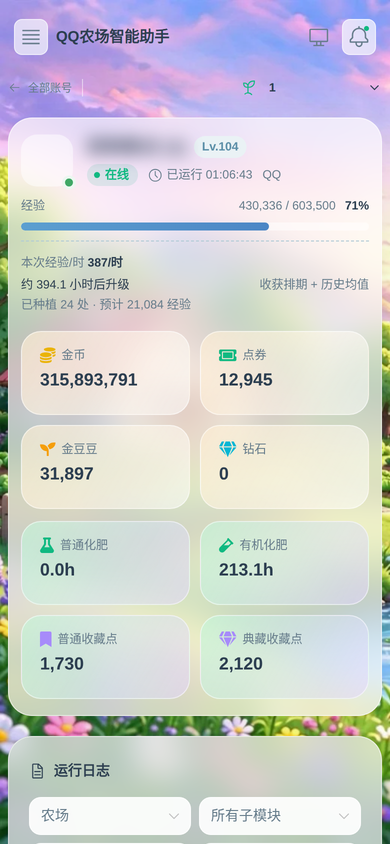 QQ农场智能助手
全部账号
1
Lv.104
在线 已运行 01:06:43 QQ
经验 430,336 / 603,500 71%
本次经验/时 387/时
约 394.1 小时后升级 收获排期 + 历史均值
已种植 24 处 · 预计 21,084 经验
金币 点券
315,893,791 12,945
金豆豆 钻石
31,897 0
普通化肥 有机化肥
0.0h 213.1h
普通收藏点 典藏收藏点
1,730 2,120
运行日志
农场 所有子模块